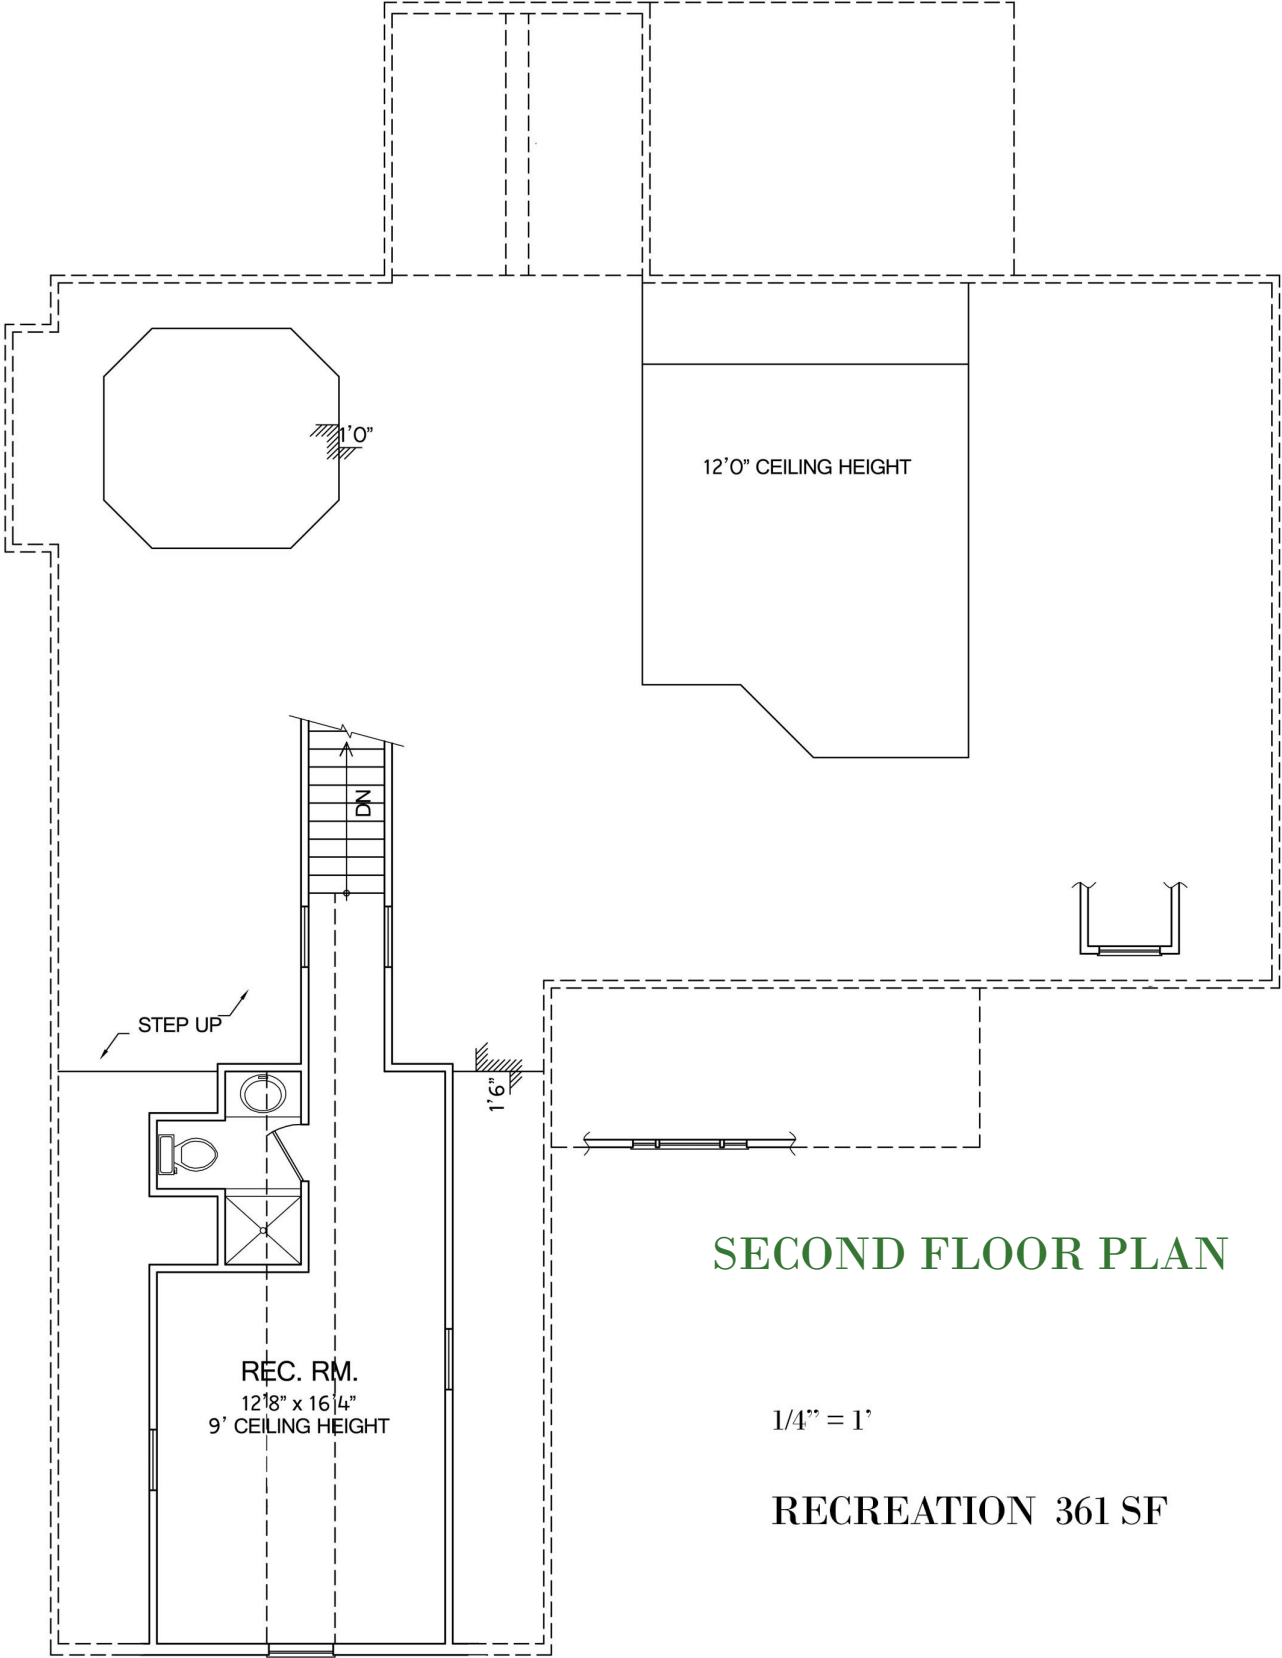 1'0"
12'0" CEILING HEIGHT
DN
STEP UP
1'6"
SECOND FLOOR PLAN
REC. RM.
12'8" x 16'4"
9' CEILING HEIGHT
1/4" = 1'
RECREATION 361 SF